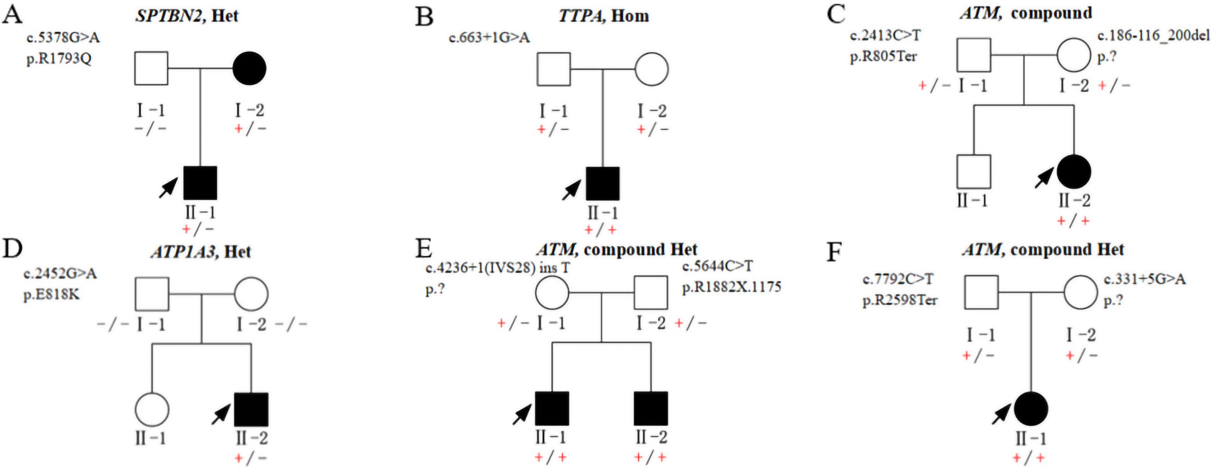 A
SPTBN2, Het
c.5378G>A
p.R1793Q
I-1
-/-
I-2
+/-
II-1
+/-
B
TTPA, Hom
c.663+1G>A
I-1
+/-
I-2
+/-
II-1
+/+
C
ATM, compound
c.2413C>T
p.R805Ter
c.186-116_200del
p.?
+/- I-1
I-2 +/-
II-1
II-2
+/+
D
ATP1A3, Het
c.2452G>A
p.E818K
-/- I-1
I-2 -/-
II-1
II-2
+/-
E
ATM, compound Het
c.4236+1(IVS28) ins T
p.?
c.5644C>T
p.R1882X.1175
+/- I-1
I-2 +/-
II-1
+/+
II-2
+/+
F
ATM, compound Het
c.7792C>T
p.R2598Ter
c.331+5G>A
p.?
I-1
+/-
I-2
+/-
II-1
+/+